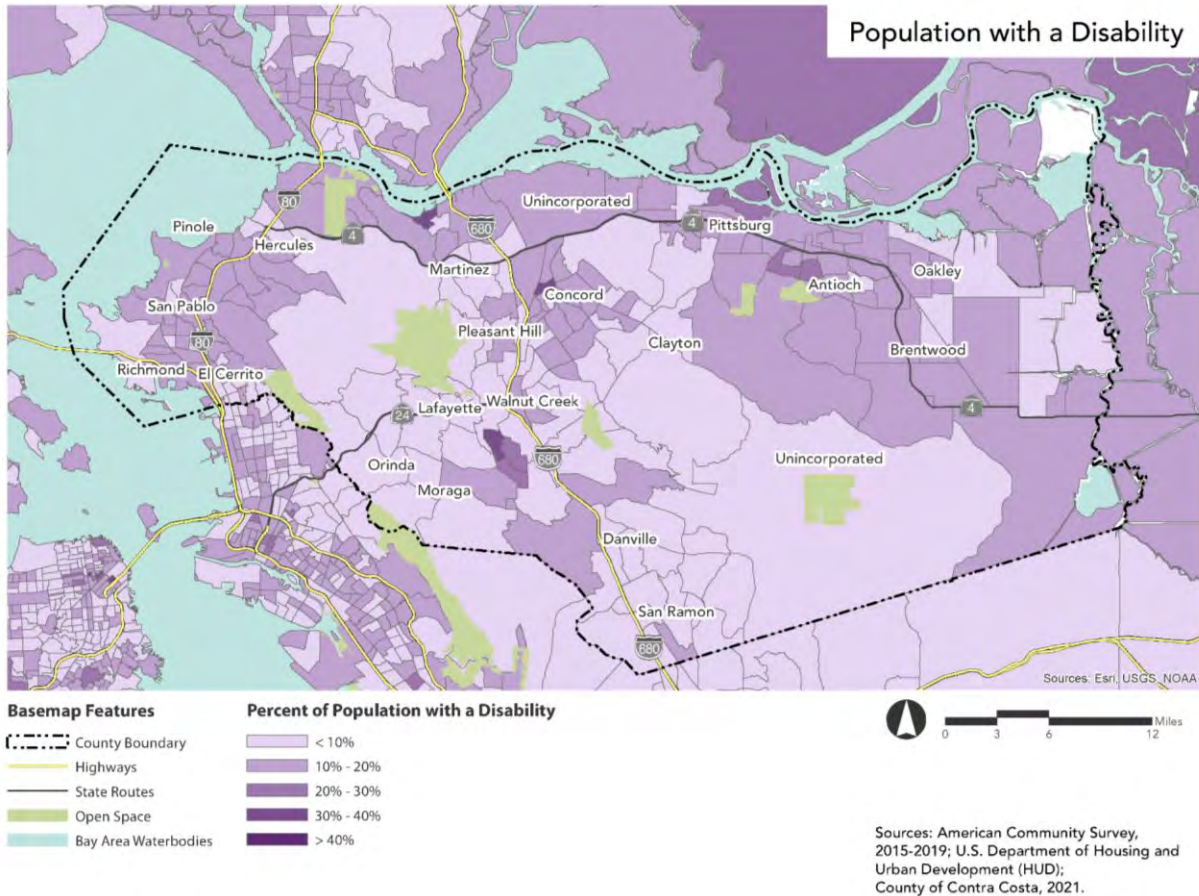 Population with a Disability
80
Unincorporated
Pinole
680
4
Pittsburg
Hercules
4
Martinez
Oakley
Antioch
Concord
San Pablo
Pleasant Hill
Clayton
80
Brentwood
Richmond
El Cerrito
Walnut Creek
24
Lafayette
4
Orinda
680
Unincorporated
Moraga
Danville
San Ramon
680
Sources: Esri, USGS, NOAA
Basemap Features
County Boundary
Highways
State Routes
Open Space
Bay Area Waterbodies
Percent of Population with a Disability
< 10%
10% - 20%
20% - 30%
30% - 40%
> 40%
Miles
0 3 6 12
Sources: American Community Survey,
2015-2019; U.S. Department of Housing and
Urban Development (HUD);
County of Contra Costa, 2021.